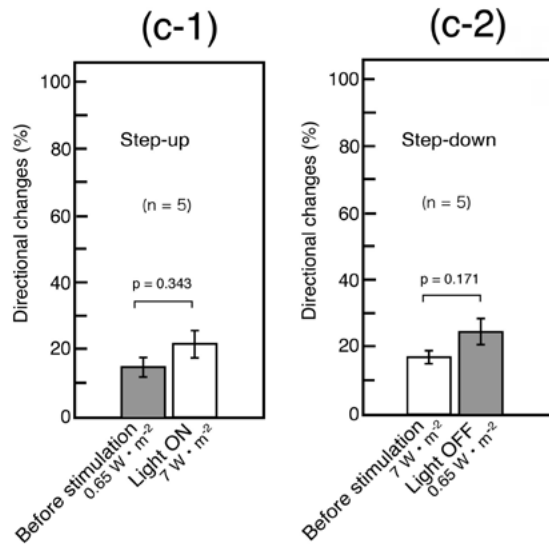 (c-1)
100
80
60
40
20
0
Directional changes (%)
Step-up
(n = 5)
p = 0.343
Before stimulation
0.65 W・m⁻²
Light ON
7 W・m⁻²
(c-2)
100
80
60
40
20
0
Directional changes (%)
Step-down
(n = 5)
p = 0.171
Before stimulation
7 W・m⁻²
Light OFF
0.65 W・m⁻²